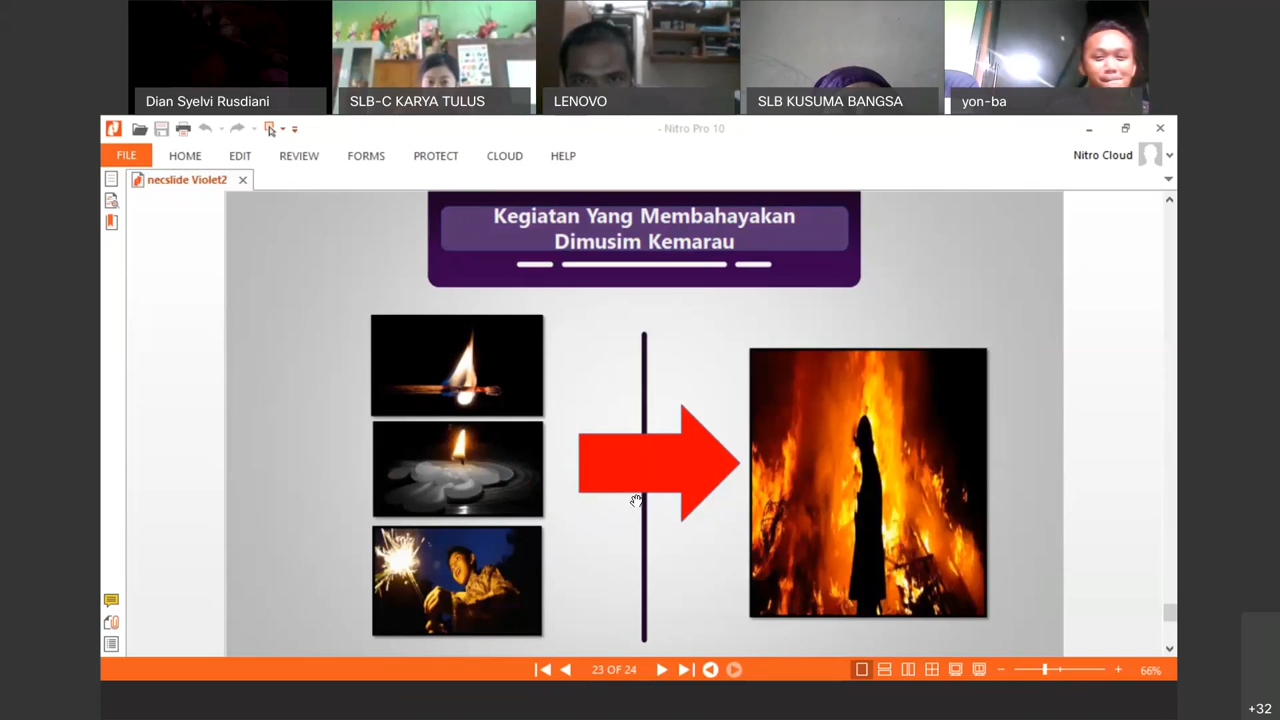 Dian Syelvi Rusdiani
SLB-C KARYA TULUS
LENOVO
SLB KUSUMA BANGSA
yon-ba
- Nitro Pro 10
FILE
HOME
EDIT
REVIEW
FORMS
PROTECT
CLOUD
HELP
Nitro Cloud
necslide Violet2
Kegiatan Yang Membahayakan
Dimusim Kemarau
23 OF 24
66%
+32